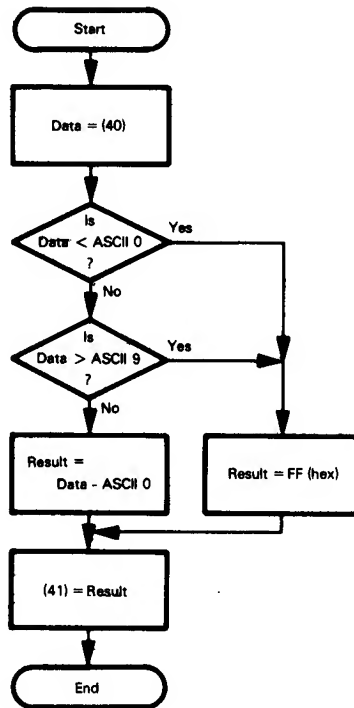 Start
Data = (40)
Is
Data < ASCII 0
?
Yes
No
Is
Data > ASCII 9
?
Yes
No
Result =
Data - ASCII 0
Result = FF (hex)
(41) = Result
End